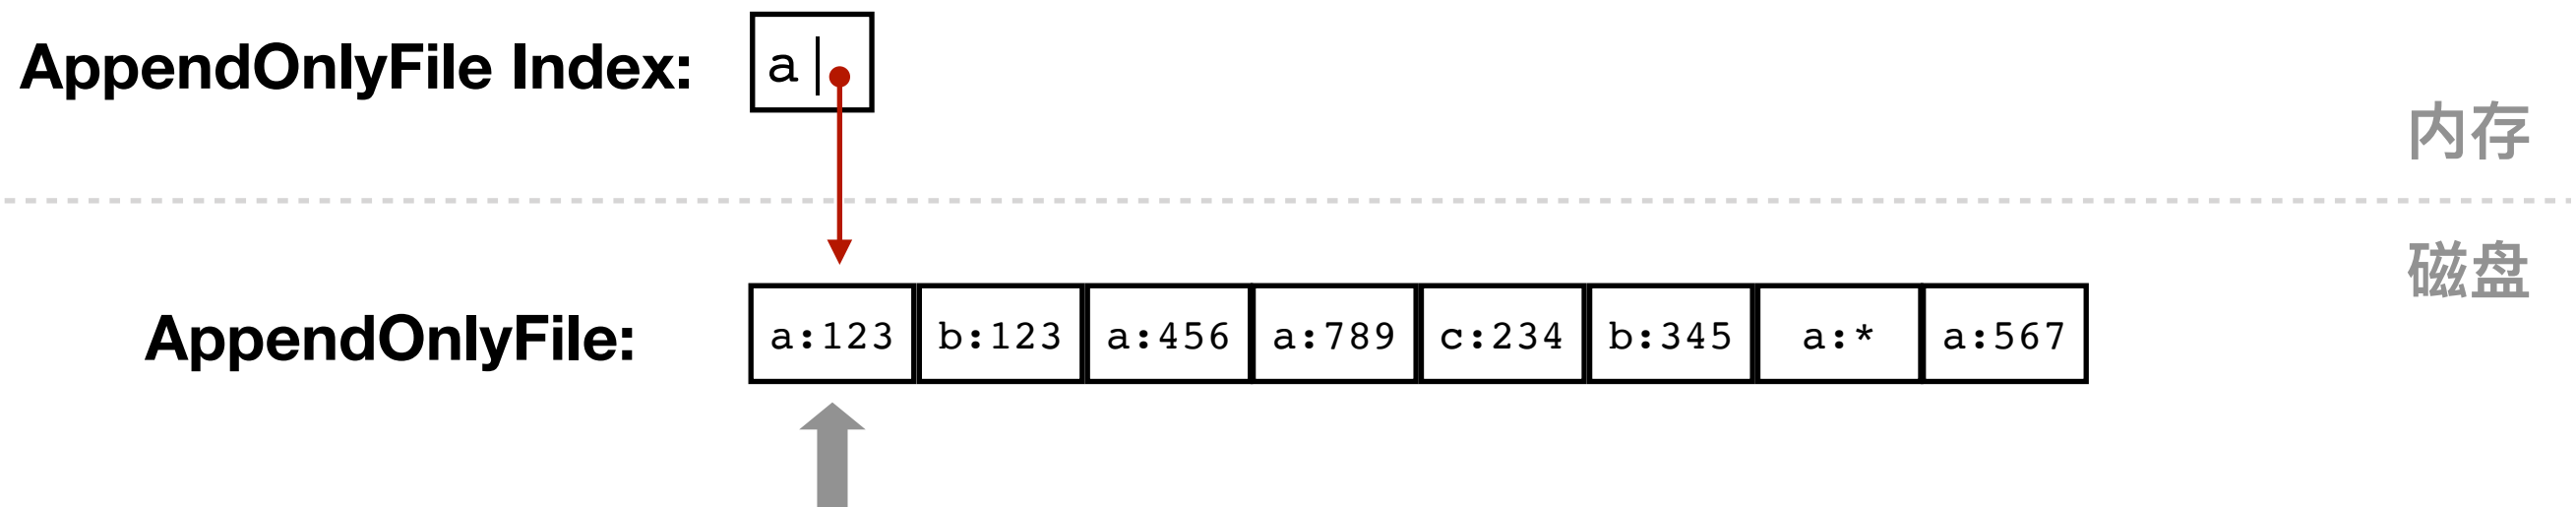 AppendOnlyFile Index: a
内存
磁盘
AppendOnlyFile: a:123 b:123 a:456 a:789 c:234 b:345 a:* a:567